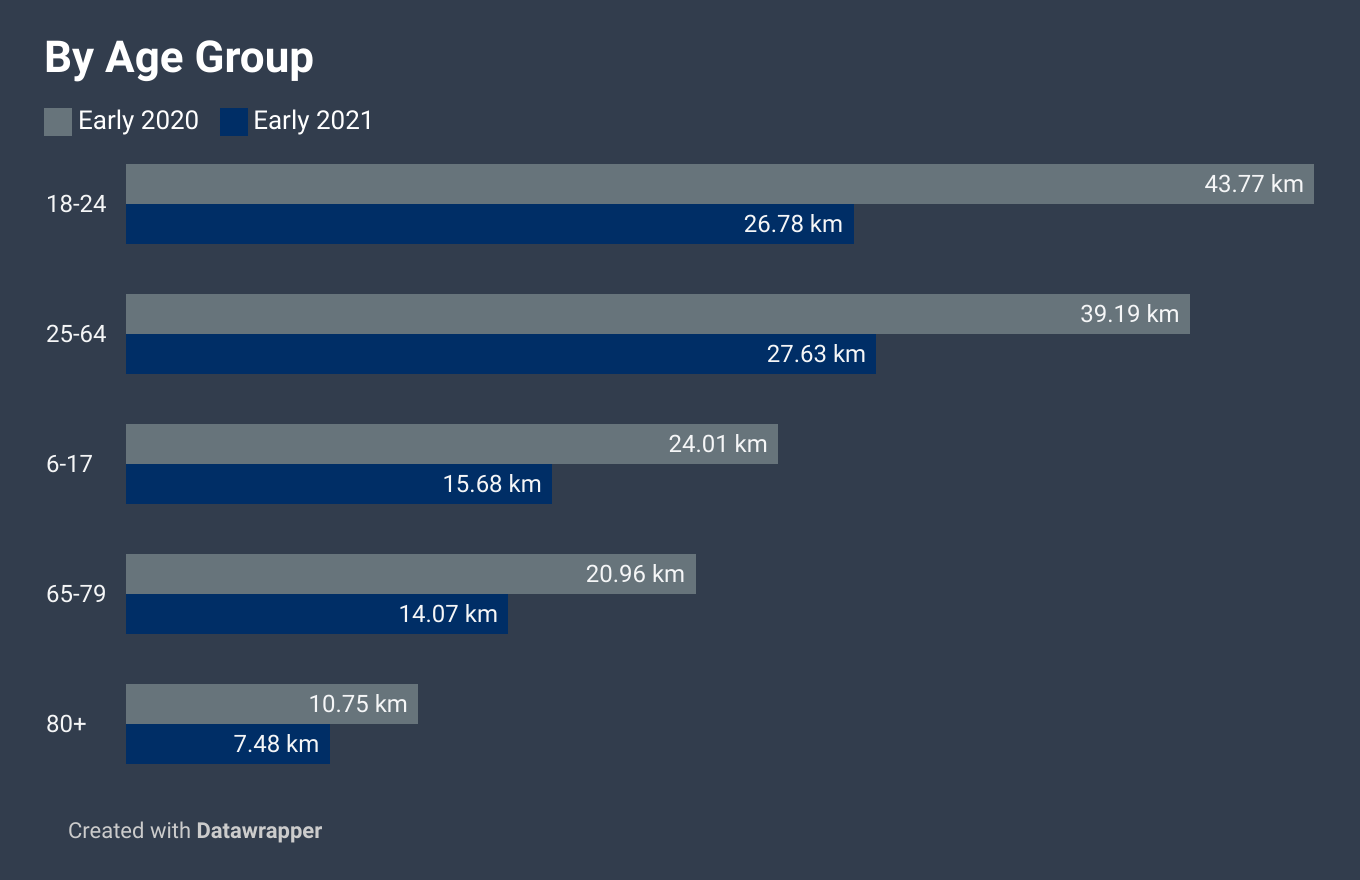 By Age Group
Early 2020 Early 2021
18-24
43.77 km
26.78 km
25-64
39.19 km
27.63 km
6-17
24.01 km
15.68 km
65-79
20.96 km
14.07 km
80+
10.75 km
7.48 km
Created with Datawrapper